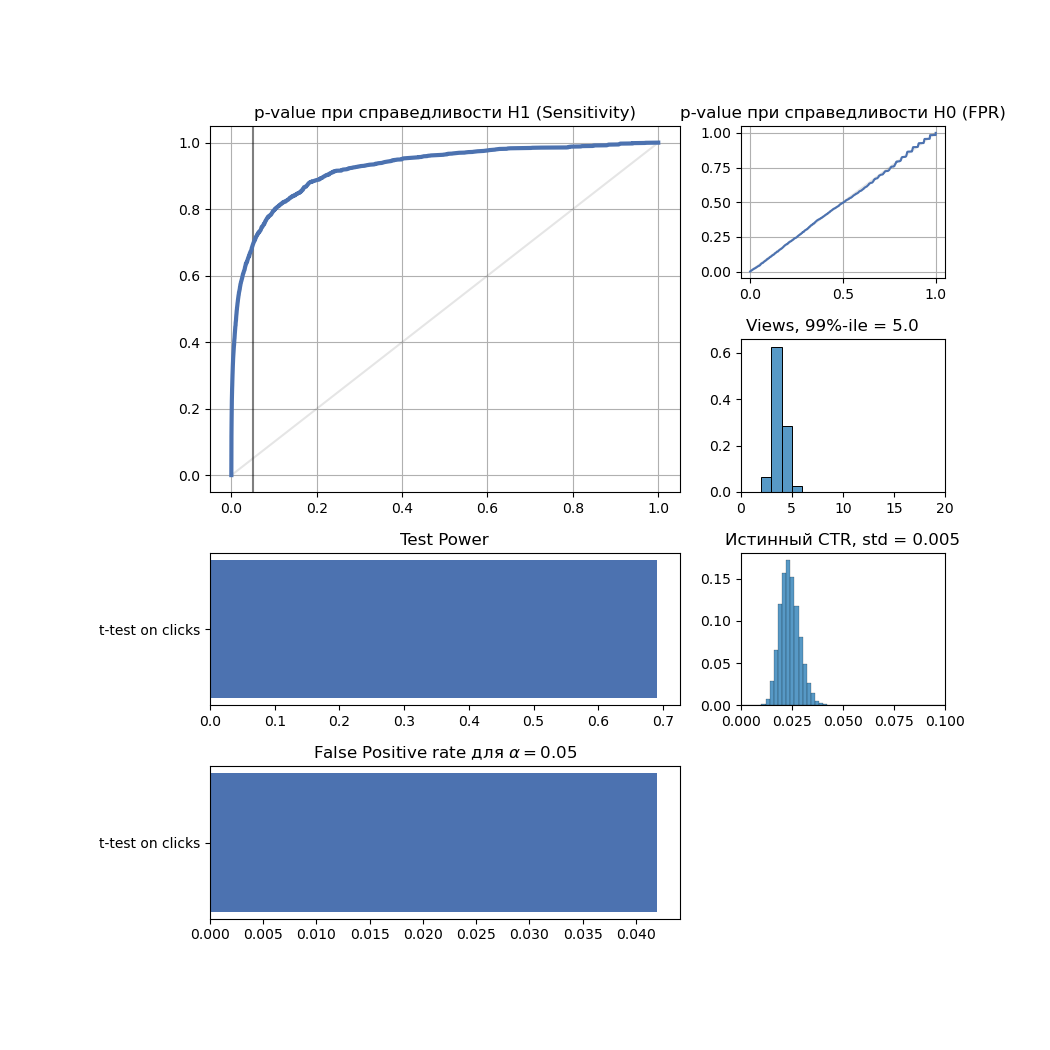 p-value при справедливости H1 (Sensitivity)
1.0
0.8
0.6
0.4
0.2
0.0
0.0 0.2 0.4 0.6 0.8 1.0
p-value при справедливости H0 (FPR)
1.00
0.75
0.50
0.25
0.00
0.0 0.5 1.0
Views, 99%-ile = 5.0
0.6
0.4
0.2
0.0
0 5 10 15 20
Test Power
t-test on clicks
0.0 0.1 0.2 0.3 0.4 0.5 0.6 0.7
Истинный CTR, std = 0.005
0.15
0.10
0.05
0.00
0.000 0.025 0.050 0.075 0.100
False Positive rate для α = 0.05
t-test on clicks
0.000 0.005 0.010 0.015 0.020 0.025 0.030 0.035 0.040